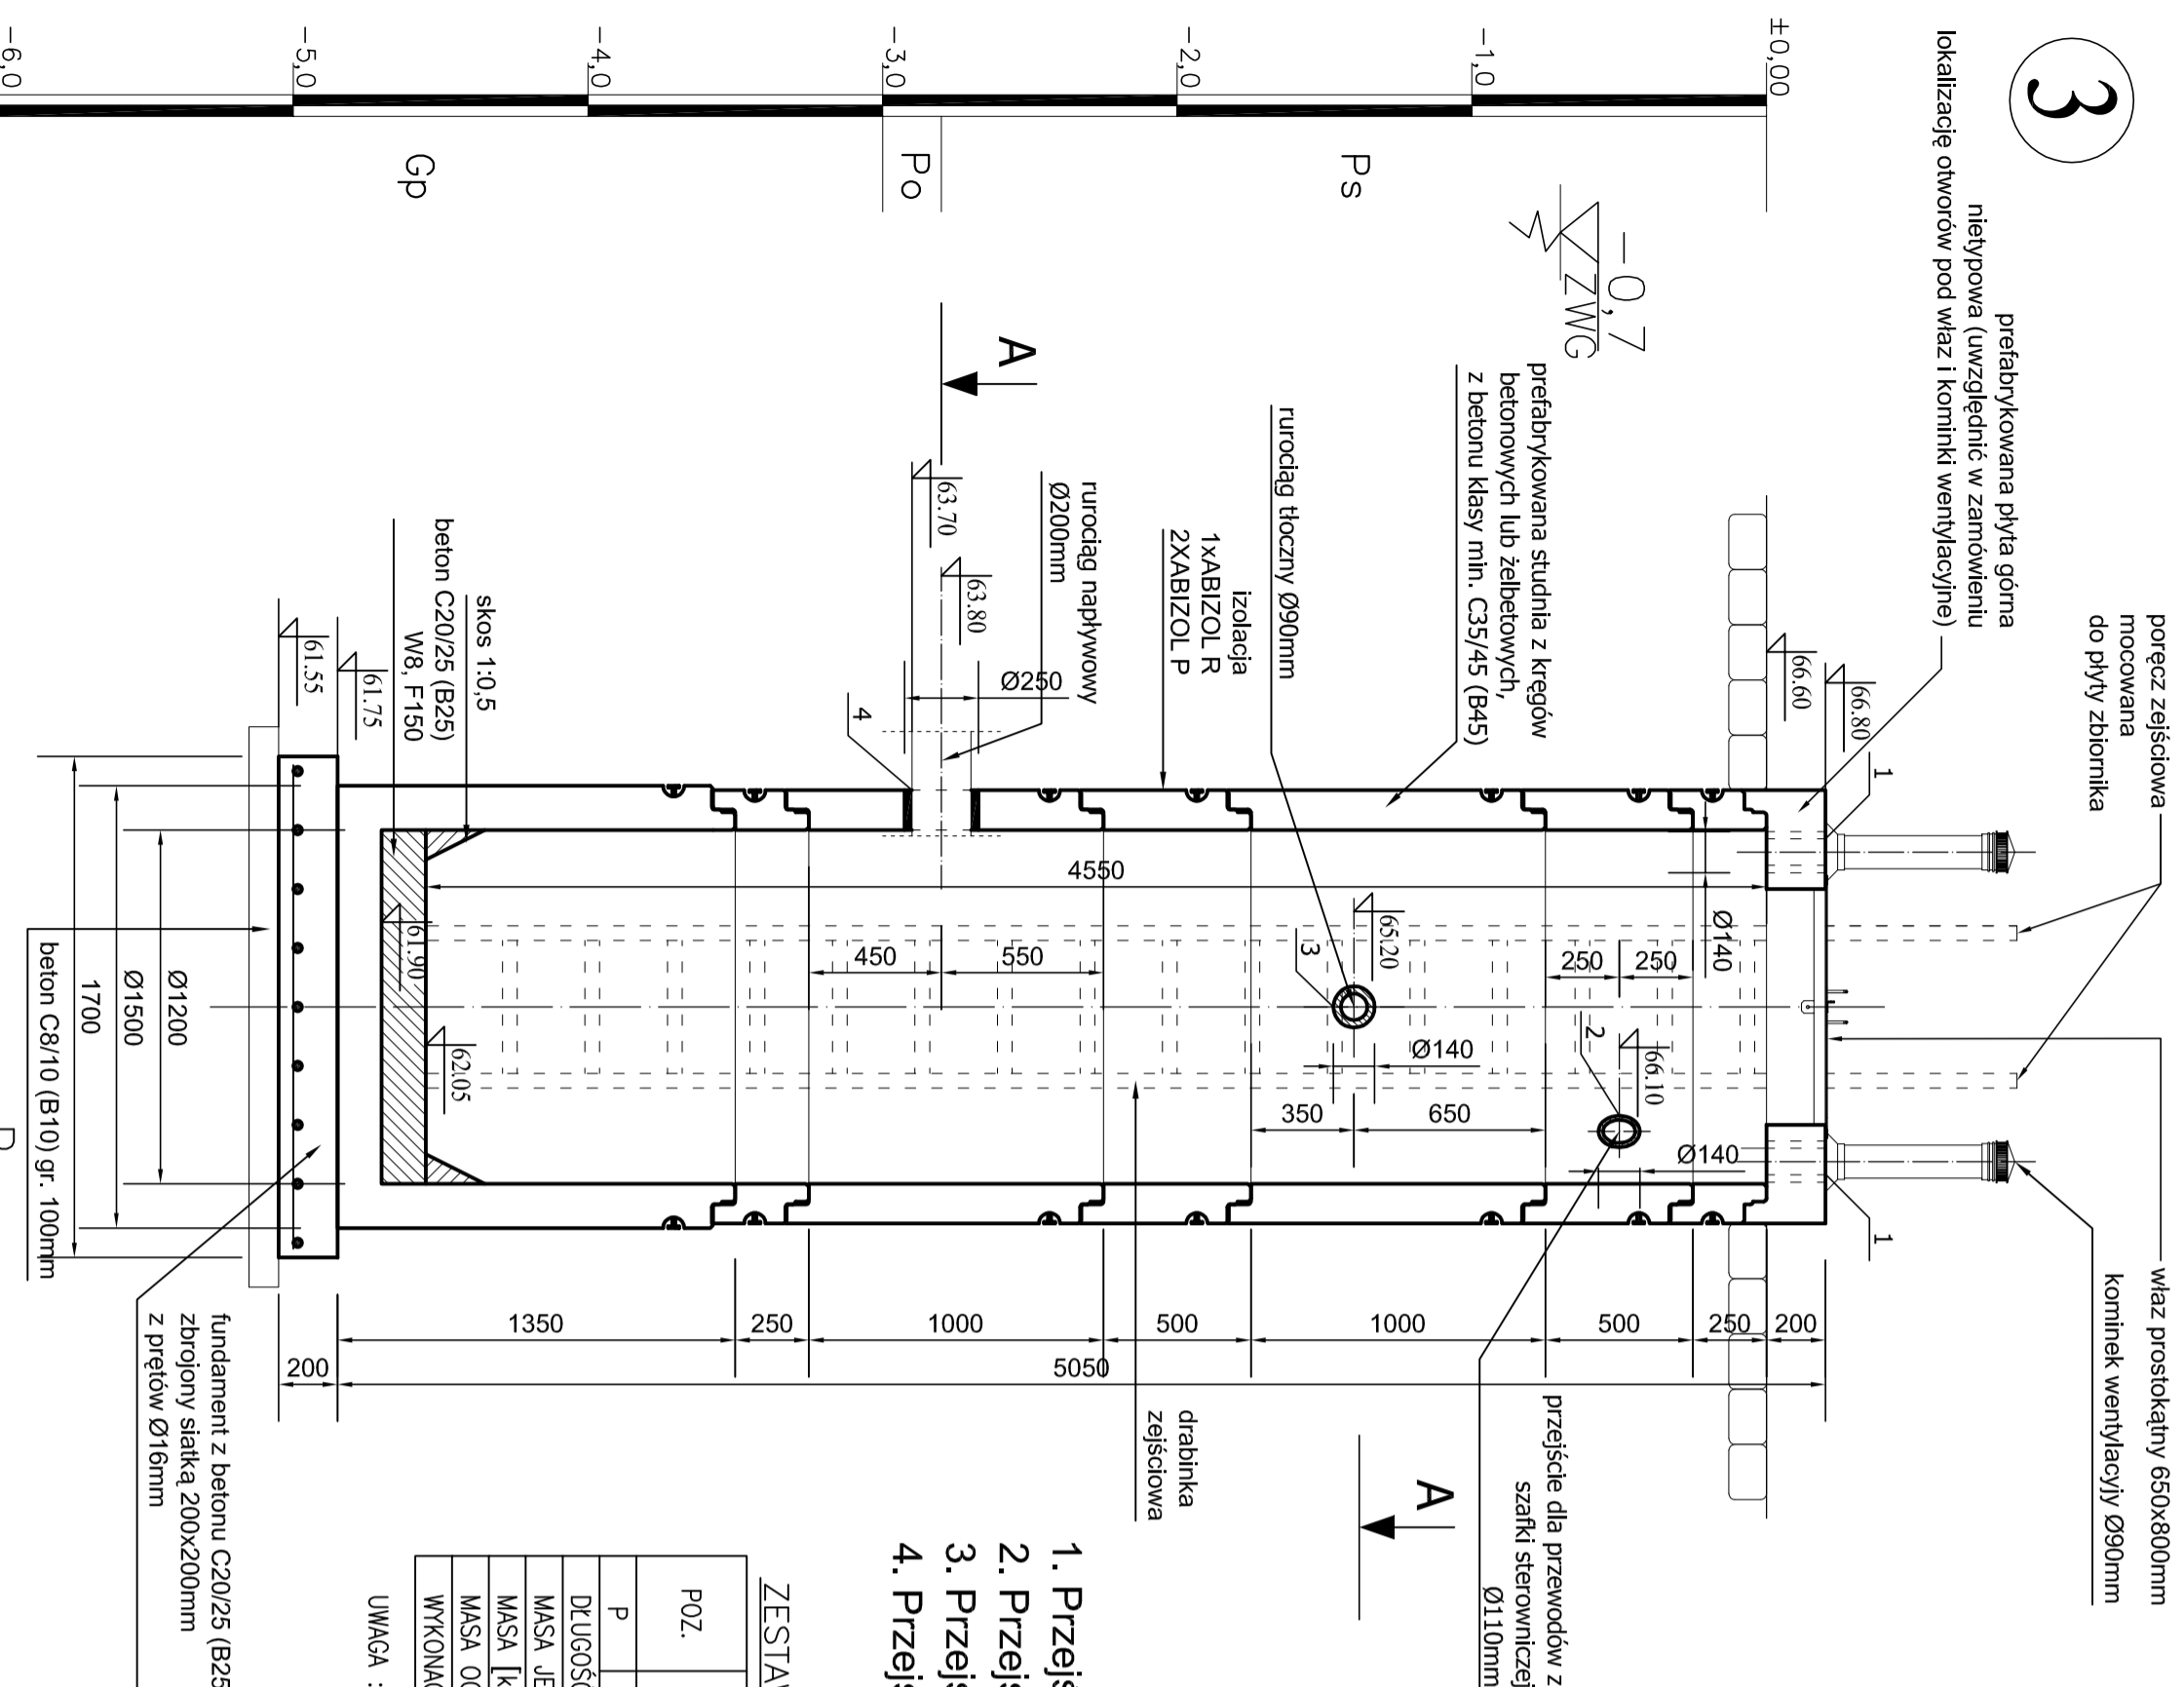 3
prefabrykowana płyta górna
nietypowa (uwzględnić w zamówieniu
lokalizację otworów pod właz i kominki wentylacyjne)
poręcz zejściowa
mocowana
do płyty zbiornika
właz prostokątny 650x800mm
kominek wentylacyjy Ø90mm
±0,00
-1,0
-2,0
-3,0
-4,0
-5,0
-6,0
Ps
Po
Gp
-0,7
ZWG
66.80
66.60
1
1
prefabrykowana studnia z kręgów
betonowych lub żelbetowych,
z betonu klasy min. C35/45 (B45)
rurociąg tłoczny Ø90mm
izolacja
1xABIZOL R
2XABIZOL P
rurociąg napływowy
Ø200mm
A
63.70
63.80
Ø250
4
skos 1:0,5
beton C20/25 (B25)
W8, F150
61.75
61.55
4550
Ø140
250
250
65.20
3
2
66.10
Ø140
Ø140
350
650
450
550
61.90
62.05
Ø1200
Ø1500
1700
beton C8/10 (B10) gr. 100mm
200
250
500
1000
500
1000
250
1350
5050
200
drabinka
zejściowa
A
przejście dla przewodów z
szafki sterowniczej
Ø110mm
fundament z betonu C20/25 (B25
zbrojony siatką 200x200mm
z prętów Ø16mm
1. Przejś
2. Przejś
3. Przejś
4. Przejś
ZESTAW
POZ.
P
DŁUGOŚĆ
MASA JE
MASA [k
MASA OG
WYKONAĆ
UWAGA :